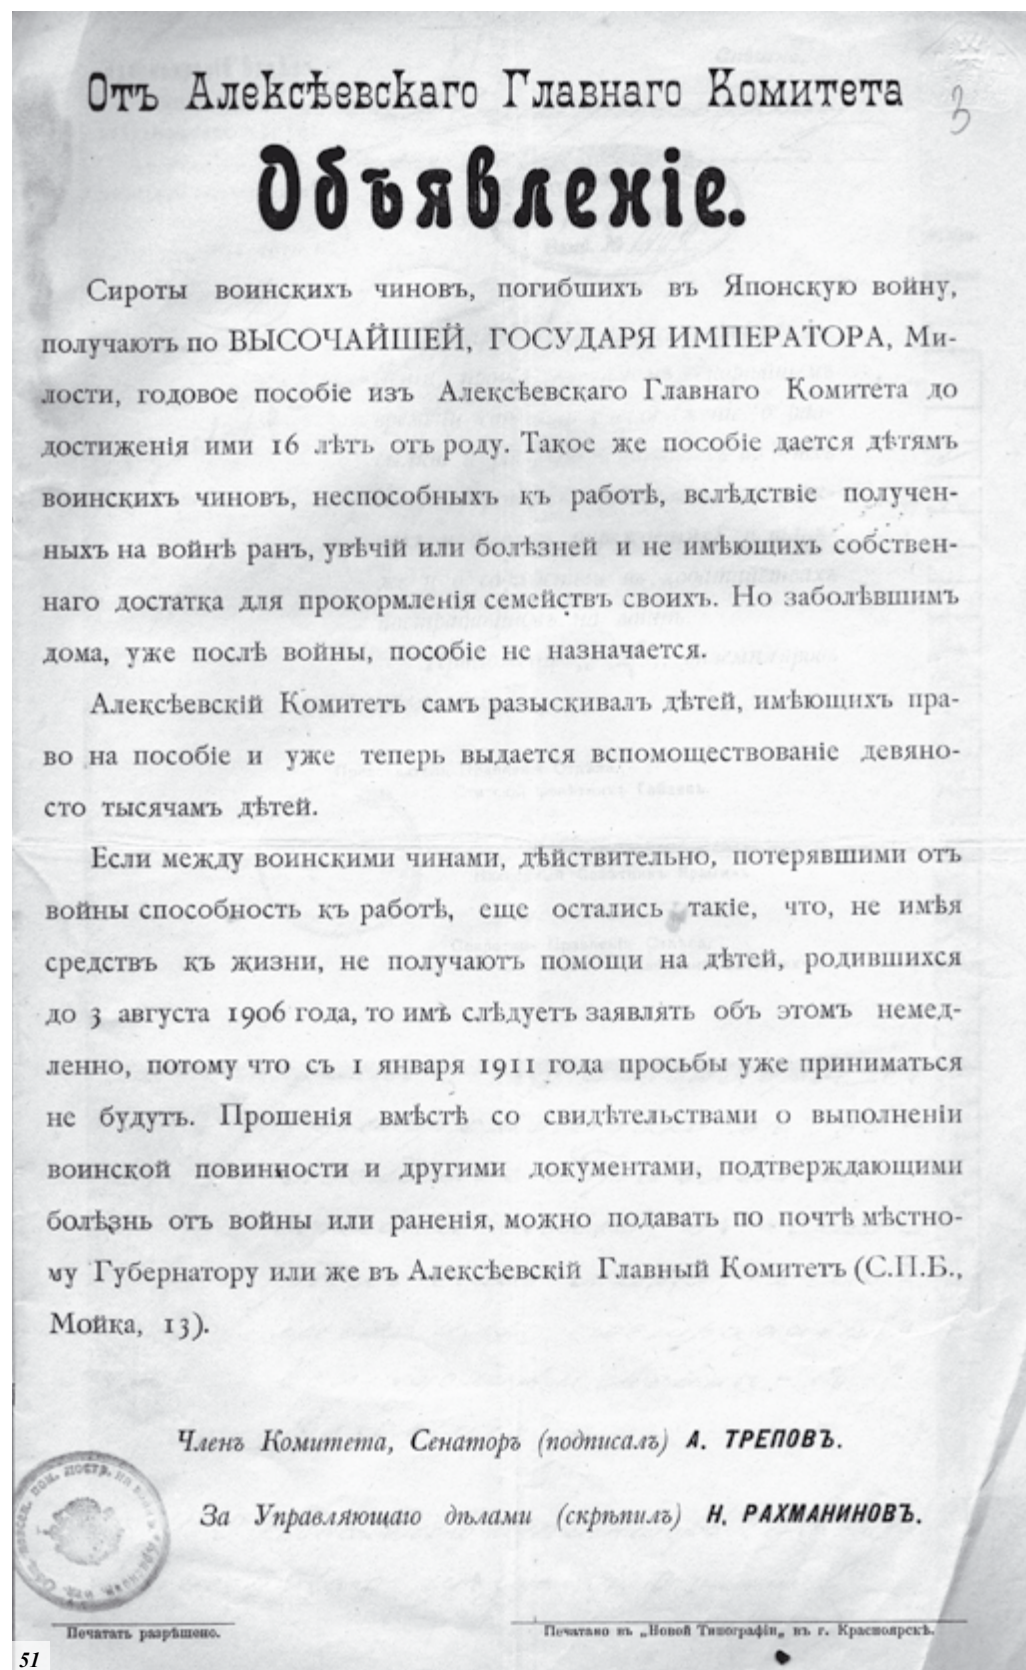 Отъ Алексѣевскаго Главнаго Комитета
3
Объявленіе.
Сироты воинскихъ чиновъ, погибшихъ въ Японскую войну,
получаютъ по ВЫСОЧАЙШЕЙ, ГОСУДАРЯ ИМПЕРАТОРА, Ми-
лости, годовое пособіе изъ Алексѣевскаго Главнаго Комитета до
достиженія ими 16 лѣтъ отъ роду. Такое же пособіе дается дѣтямъ
воинскихъ чиновъ, неспособныхъ къ работѣ, вслѣдствіе получен-
ныхъ на войнѣ ранъ, увѣчій или болѣзней и не имѣющихъ собствен-
наго достатка для прокормленія семействъ своихъ. Но заболѣвшимъ
дома, уже послѣ войны, пособіе не назначается.
Алексѣевскій Комитетъ самъ разыскивалъ дѣтей, имѣющихъ пра-
во на пособіе и уже теперь выдается вспомоществованіе девяно-
сто тысячамъ дѣтей.
Если между воинскими чинами, дѣйствительно, потерявшими отъ
войны способность къ работѣ, еще остались такіе, что, не имѣя
средствъ къ жизни, не получаютъ помощи на дѣтей, родившихся
до 3 августа 1906 года, то имъ слѣдуетъ заявлять объ этомъ немед-
ленно, потому что съ 1 января 1911 года просьбы уже приниматься
не будутъ. Прошенія вмѣстѣ со свидѣтельствами о выполненіи
воинской повинности и другими документами, подтверждающими
болѣзнь отъ войны или раненія, можно подавать по почтѣ мѣстно-
му Губернатору или же въ Алексѣевскій Главный Комитетъ (С.П.Б.,
Мойка, 13).
Членъ Комитета, Сенаторъ (подписалъ) А. ТРЕПОВЪ.
За Управляющаго дѣлами (скрѣпилъ) Н. РАХМАНИНОВЪ.
пом. постр. на
Печатать разрѣшено.
Печатано въ „Новой Типографіи„ въ г. Красноярскѣ.
51